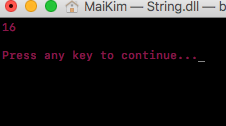 MaiKim — String.dll — b
16
Press any key to continue..._